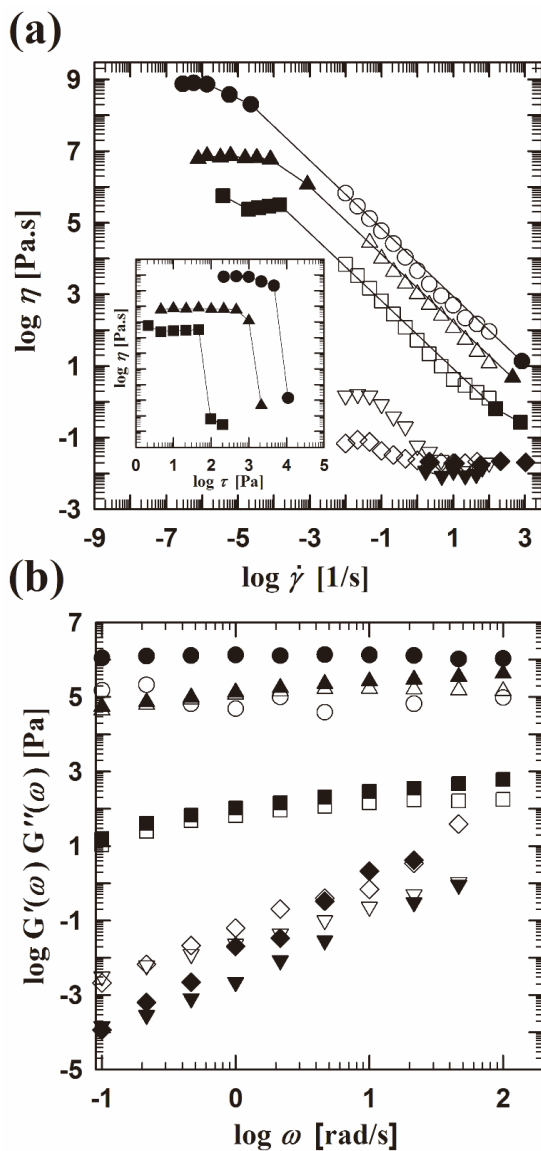 (a)
9
7
5
3
1
-1
-3
log η [Pa.s]
log η [Pa.s]
0 1 2 3 4 5
log τ [Pa]
-9 -7 -5 -3 -1 1 3
log γ̇ [1/s]
(b)
7
5
3
1
-1
-3
-5
log G'(ω) G''(ω) [Pa]
-1 0 1 2
log ω [rad/s]